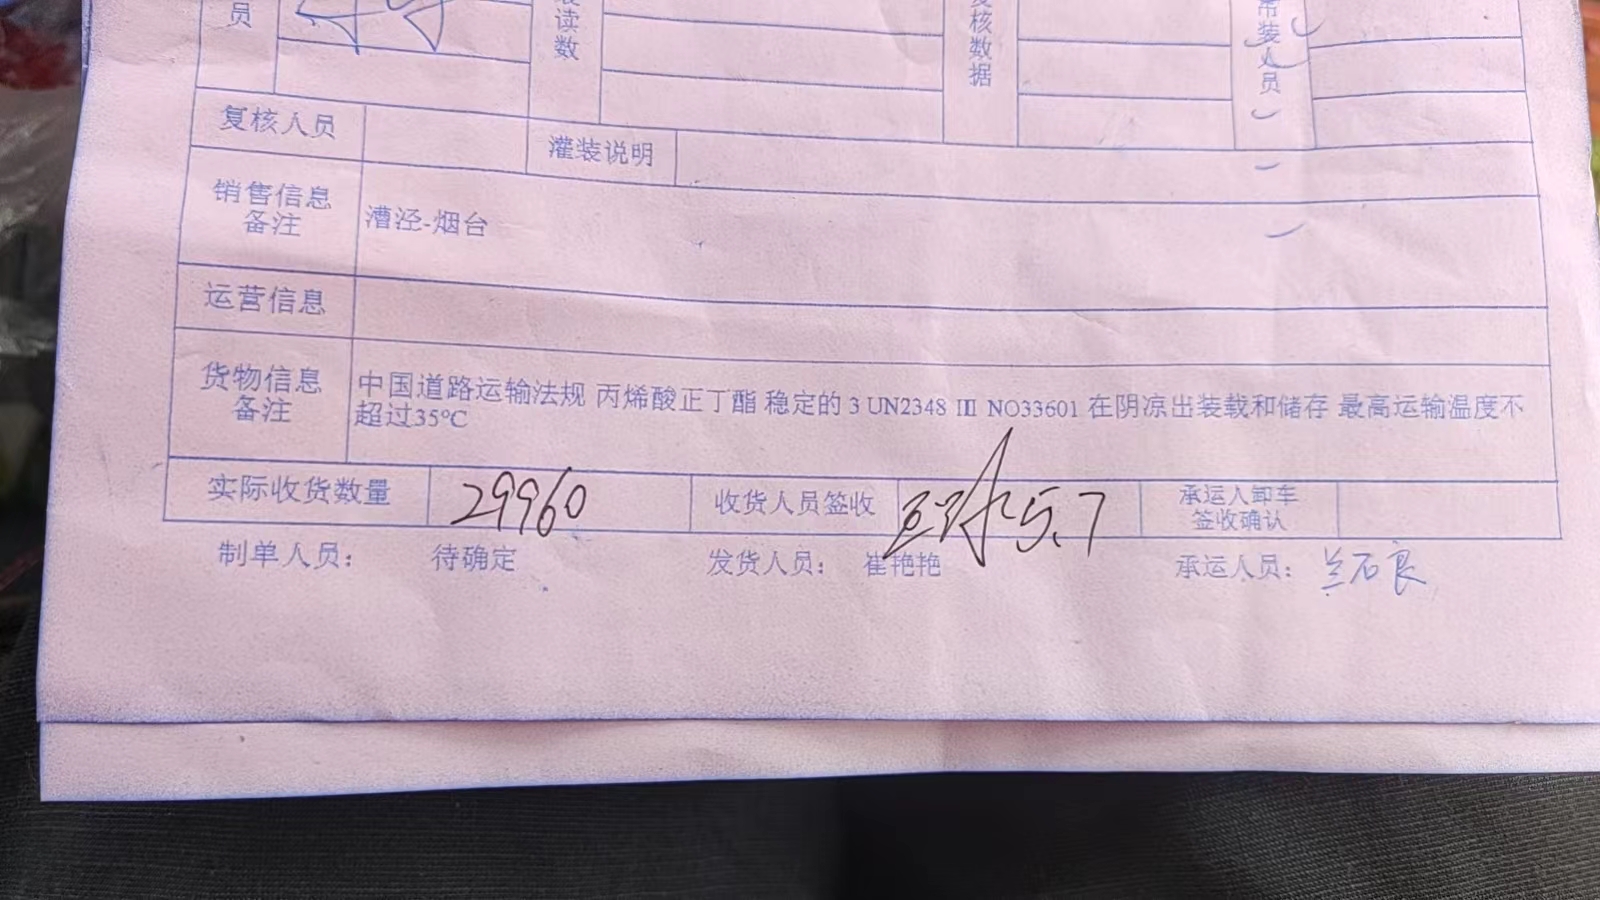 员
读数
复核数据
装人员
复核人员
灌装说明
销售信息
备注
漕泾-烟台
运营信息
货物信息
备注
中国道路运输法规 丙烯酸正丁酯 稳定的 3 UN2348 III NO33601 在阴凉出装载和储存 最高运输温度不
超过35°C
实际收货数量 29960 收货人员签收 5.7
承运人卸车
签收确认
制单人员： 待确定 发货人员： 崔艳艳 承运人员： 兰石良